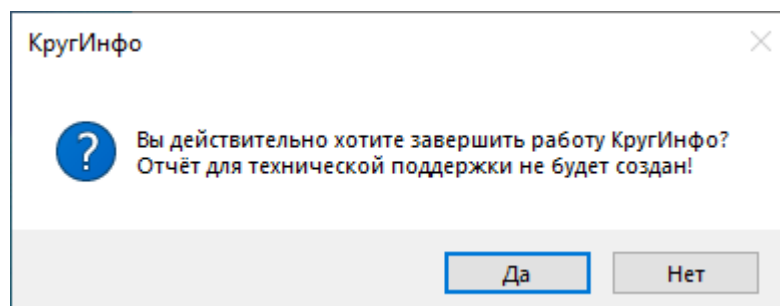 КругИнфо
Вы действительно хотите завершить работу КругИнфо?
Отчёт для технической поддержки не будет создан!
Да
Нет